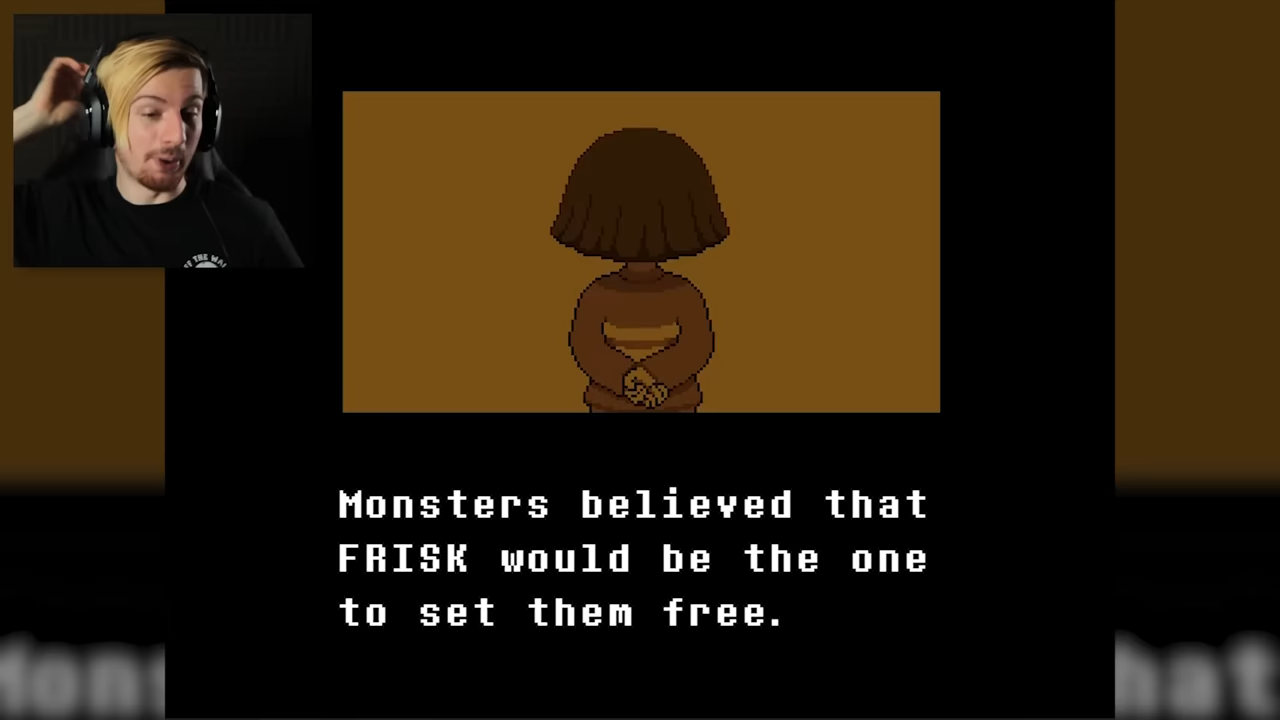 Monsters believed that
FRISK would be the one
to set them free.